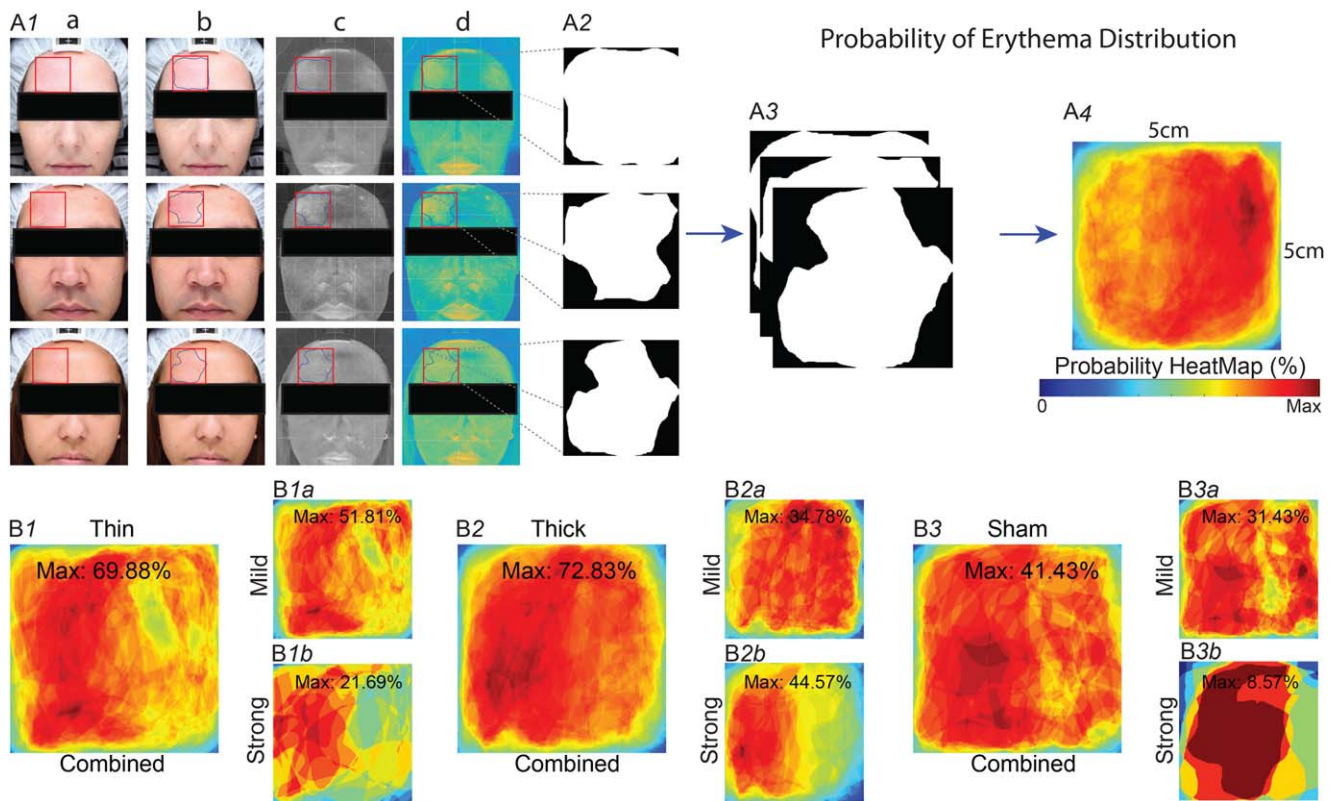 A1 a b c d A2
Probability of Erythema Distribution
A3
A4
5cm
5cm
Probability HeatMap (%)
0 Max
B1 Thin
Max: 69.88%
Combined
B1a
Max: 51.81%
Mild
B1b
Max: 21.69%
Strong
B2 Thick
Max: 72.83%
Combined
B2a
Max: 34.78%
Mild
B2b
Max: 44.57%
Strong
B3 Sham
Max: 41.43%
Combined
B3a
Max: 31.43%
Mild
B3b
Max: 8.57%
Strong